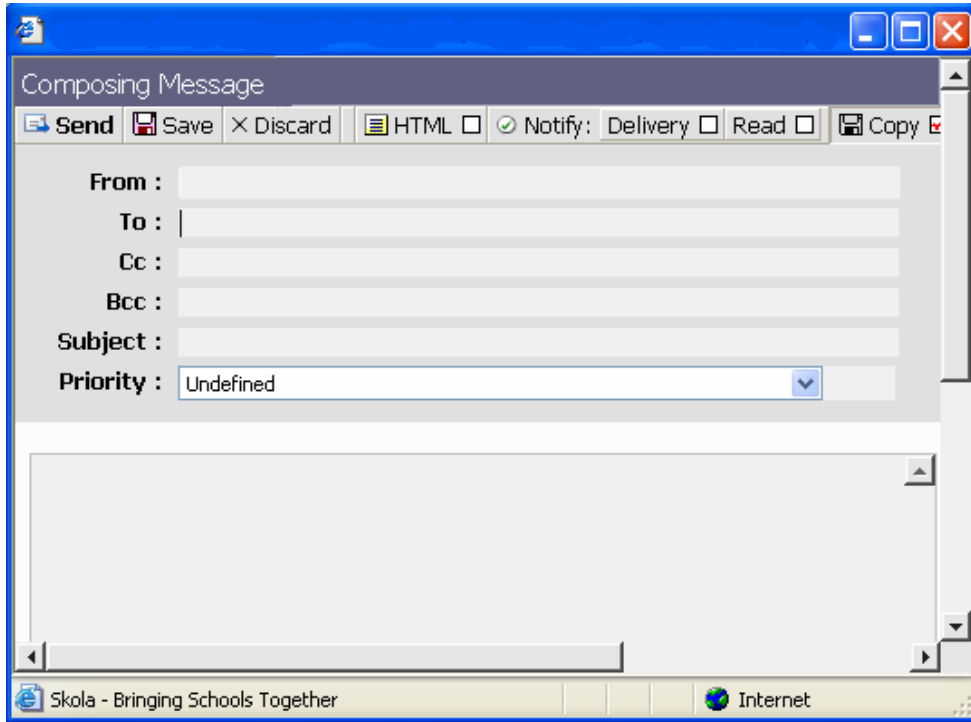 Composing Message
Send Save Discard HTML Notify: Delivery Read Copy
From :
To :
Cc :
Bcc :
Subject :
Priority : Undefined
Skola - Bringing Schools Together Internet